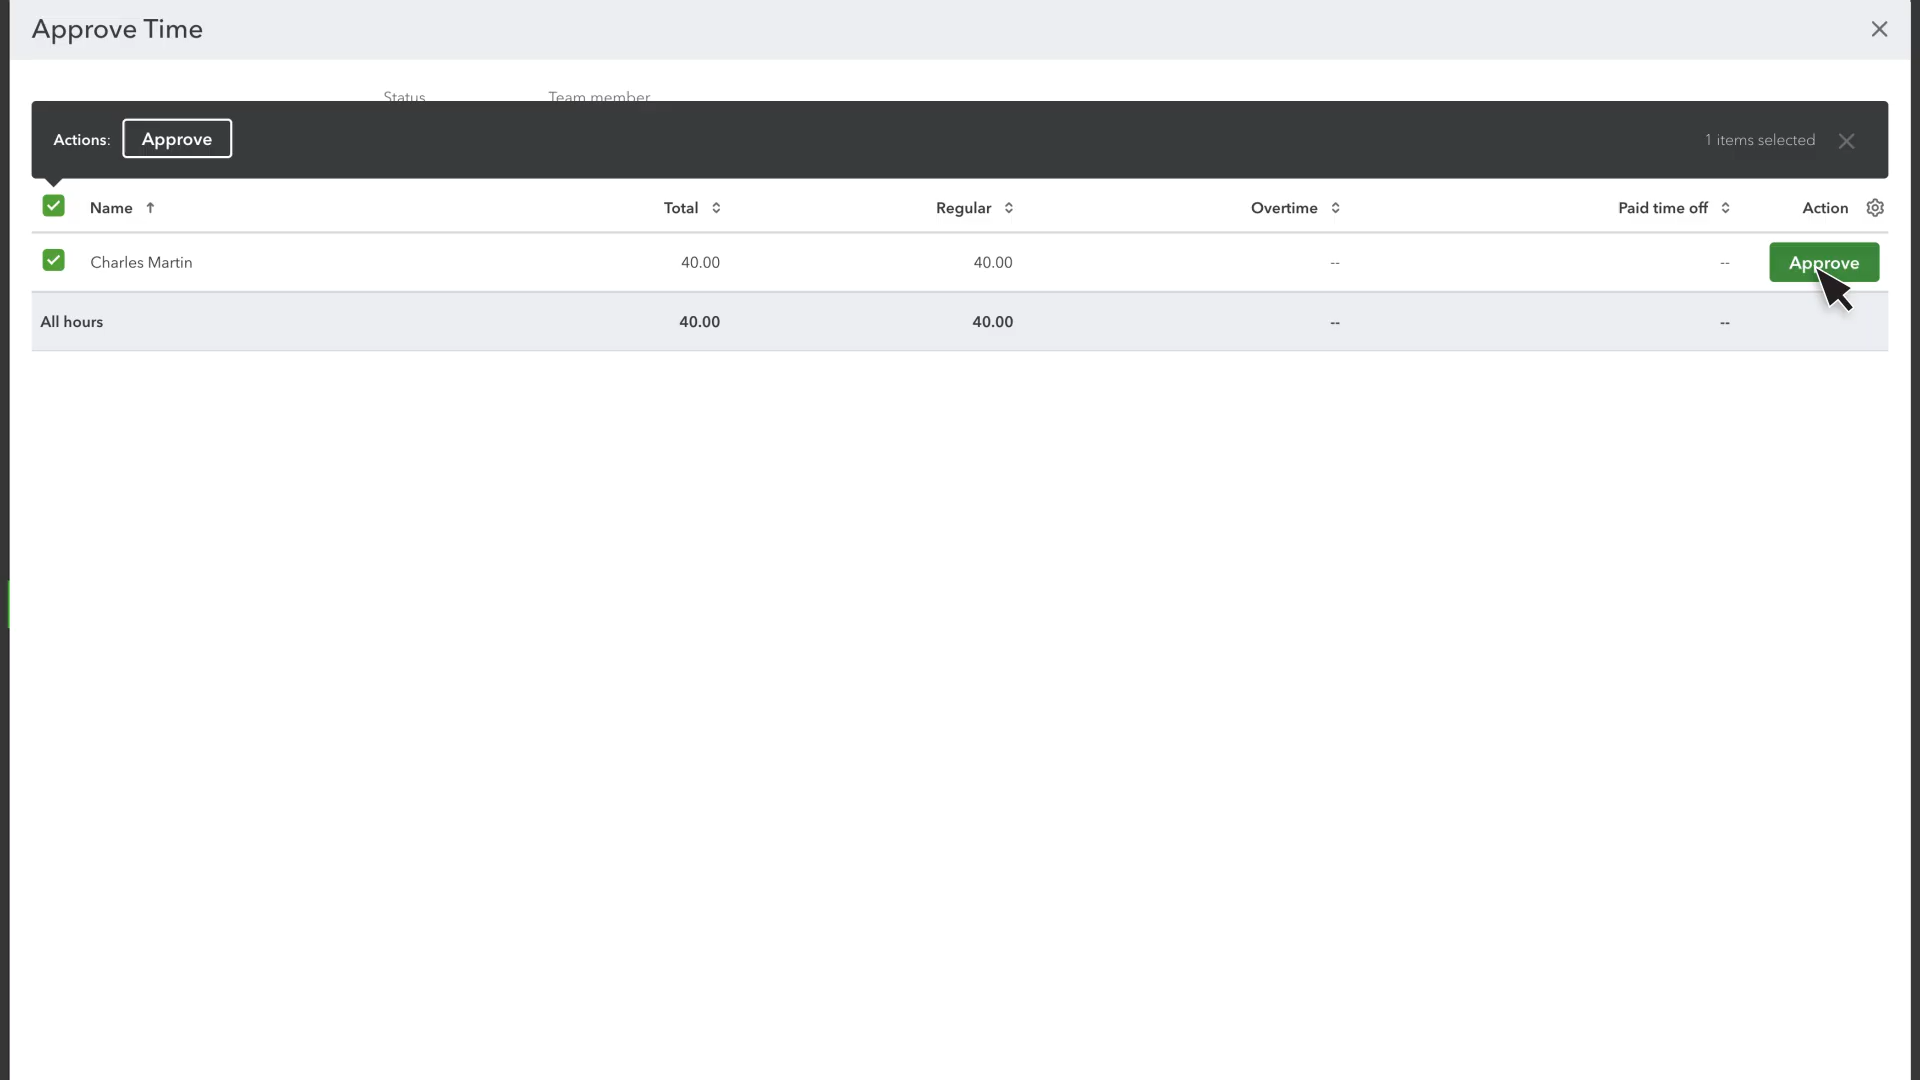 Approve Time
Status Team member
Actions: Approve 1 items selected
Name Total Regular Overtime Paid time off Action
Charles Martin 40.00 40.00 -- -- Approve
All hours 40.00 40.00 -- --